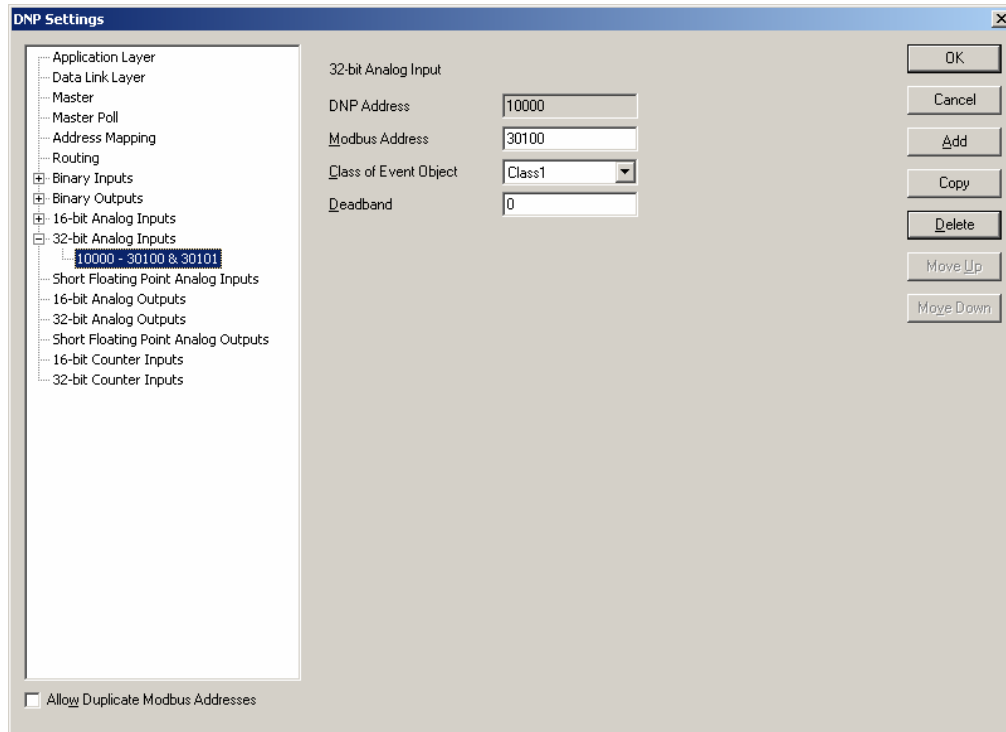 DNP Settings
Application Layer
Data Link Layer
Master
Master Poll
Address Mapping
Routing
Binary Inputs
Binary Outputs
16-bit Analog Inputs
32-bit Analog Inputs
10000 - 30100 & 30101
Short Floating Point Analog Inputs
16-bit Analog Outputs
32-bit Analog Outputs
Short Floating Point Analog Outputs
16-bit Counter Inputs
32-bit Counter Inputs
Allow Duplicate Modbus Addresses
32-bit Analog Input
DNP Address 10000
Modbus Address 30100
Class of Event Object Class1
Deadband 0
OK
Cancel
Add
Copy
Delete
Move Up
Move Down